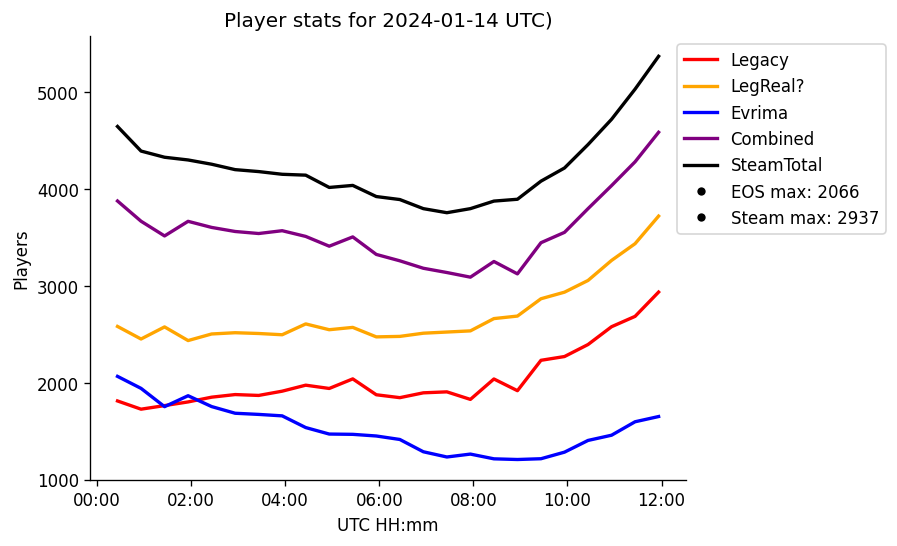 Player stats for 2024-01-14 UTC)
Players
5000
4000
3000
2000
1000
00:00 02:00 04:00 06:00 08:00 10:00 12:00
UTC HH:mm
Legacy
LegReal?
Evrima
Combined
SteamTotal
EOS max: 2066
Steam max: 2937